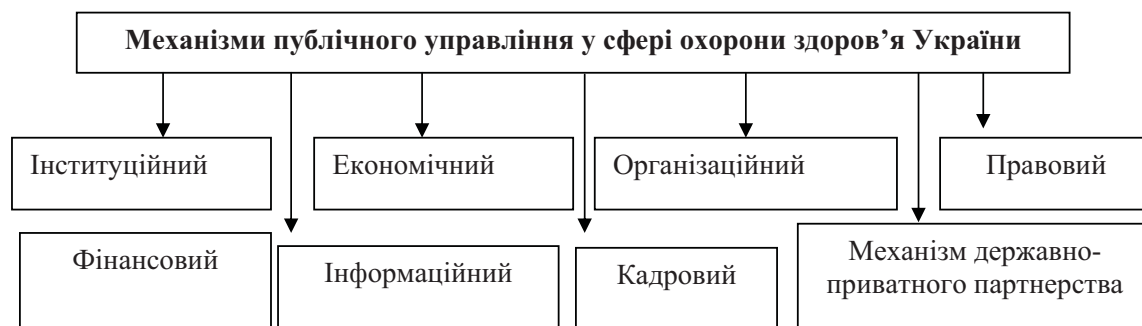 Механізми публічного управління у сфері охорони здоров’я України
Інституційний
Економічний
Організаційний
Правовий
Фінансовий
Інформаційний
Кадровий
Механізм державно-
приватного партнерства